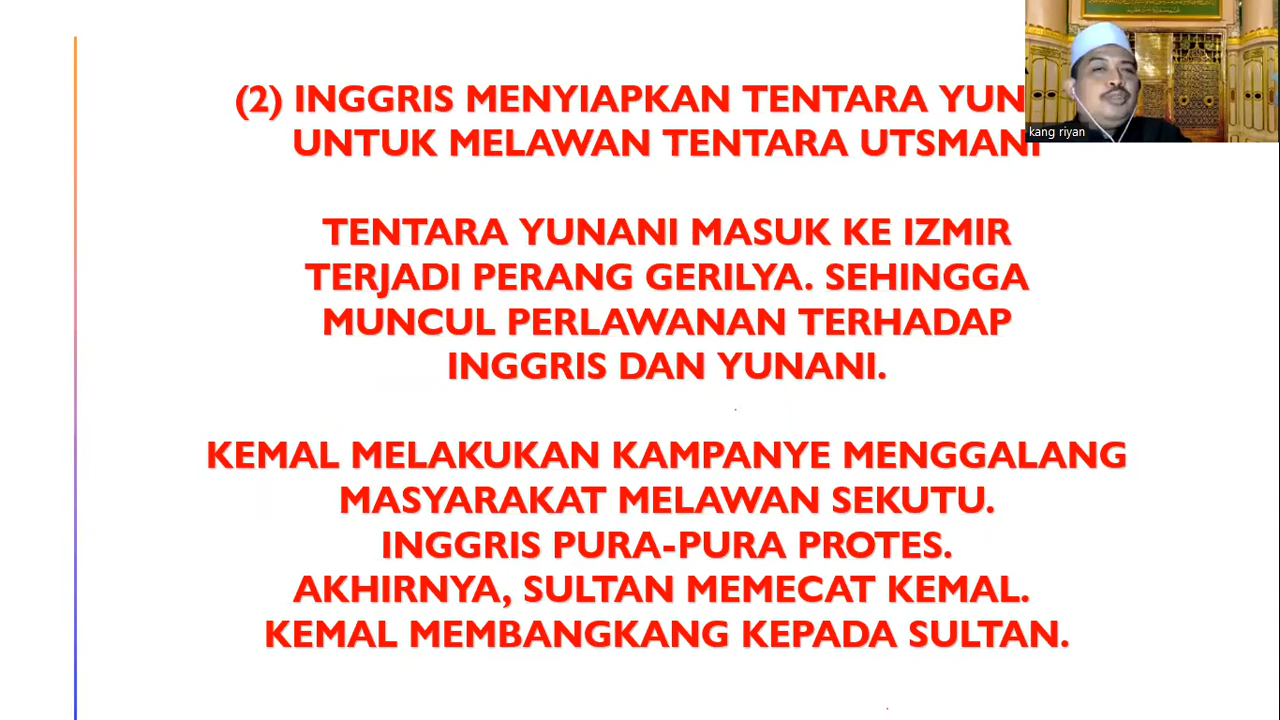 (2) INGGRIS MENYIAPKAN TENTARA
UNTUK MELAWAN TENTARA UTSMANI
TENTARA YUNANI MASUK KE IZMIR
TERJADI PERANG GERILYA. SEHINGGA
MUNCUL PERLAWANAN TERHADAP
INGGRIS DAN YUNANI.
KEMAL MELAKUKAN KAMPANYE MENGGALANG
MASYARAKAT MELAWAN SEKUTU.
INGGRIS PURA-PURA PROTES.
AKHIRNYA, SULTAN MEMECAT KEMAL.
KEMAL MEMBANGKANG KEPADA SULTAN.
kang riyan